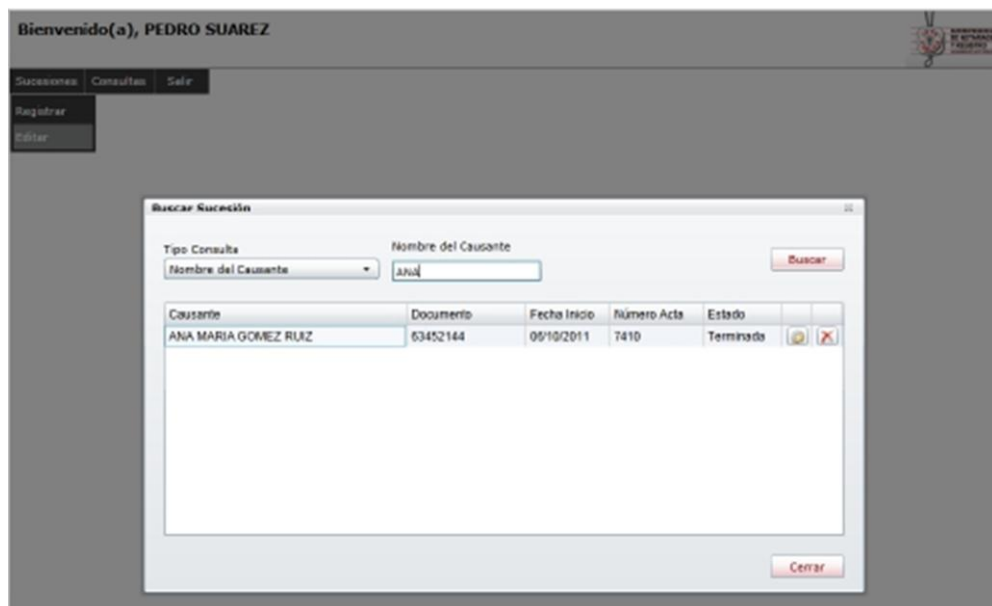 Bienvenido(a), PEDRO SUAREZ
Sucesiones Consultas Salir
Registrar
Editar
Buscar Sucesión
Tipo Consulta Nombre del Causante
Nombre del Causante ANA Buscar
Causante Documento Fecha Inicio Número Acta Estado
ANA MARIA GOMEZ RUIZ 63452144 06/10/2011 7410 Terminada
Cerrar